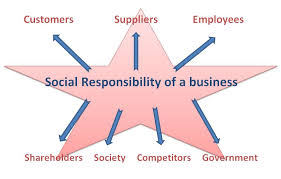 Customers Suppliers Employees
Social Responsibility of a business
Shareholders Society Competitors Government